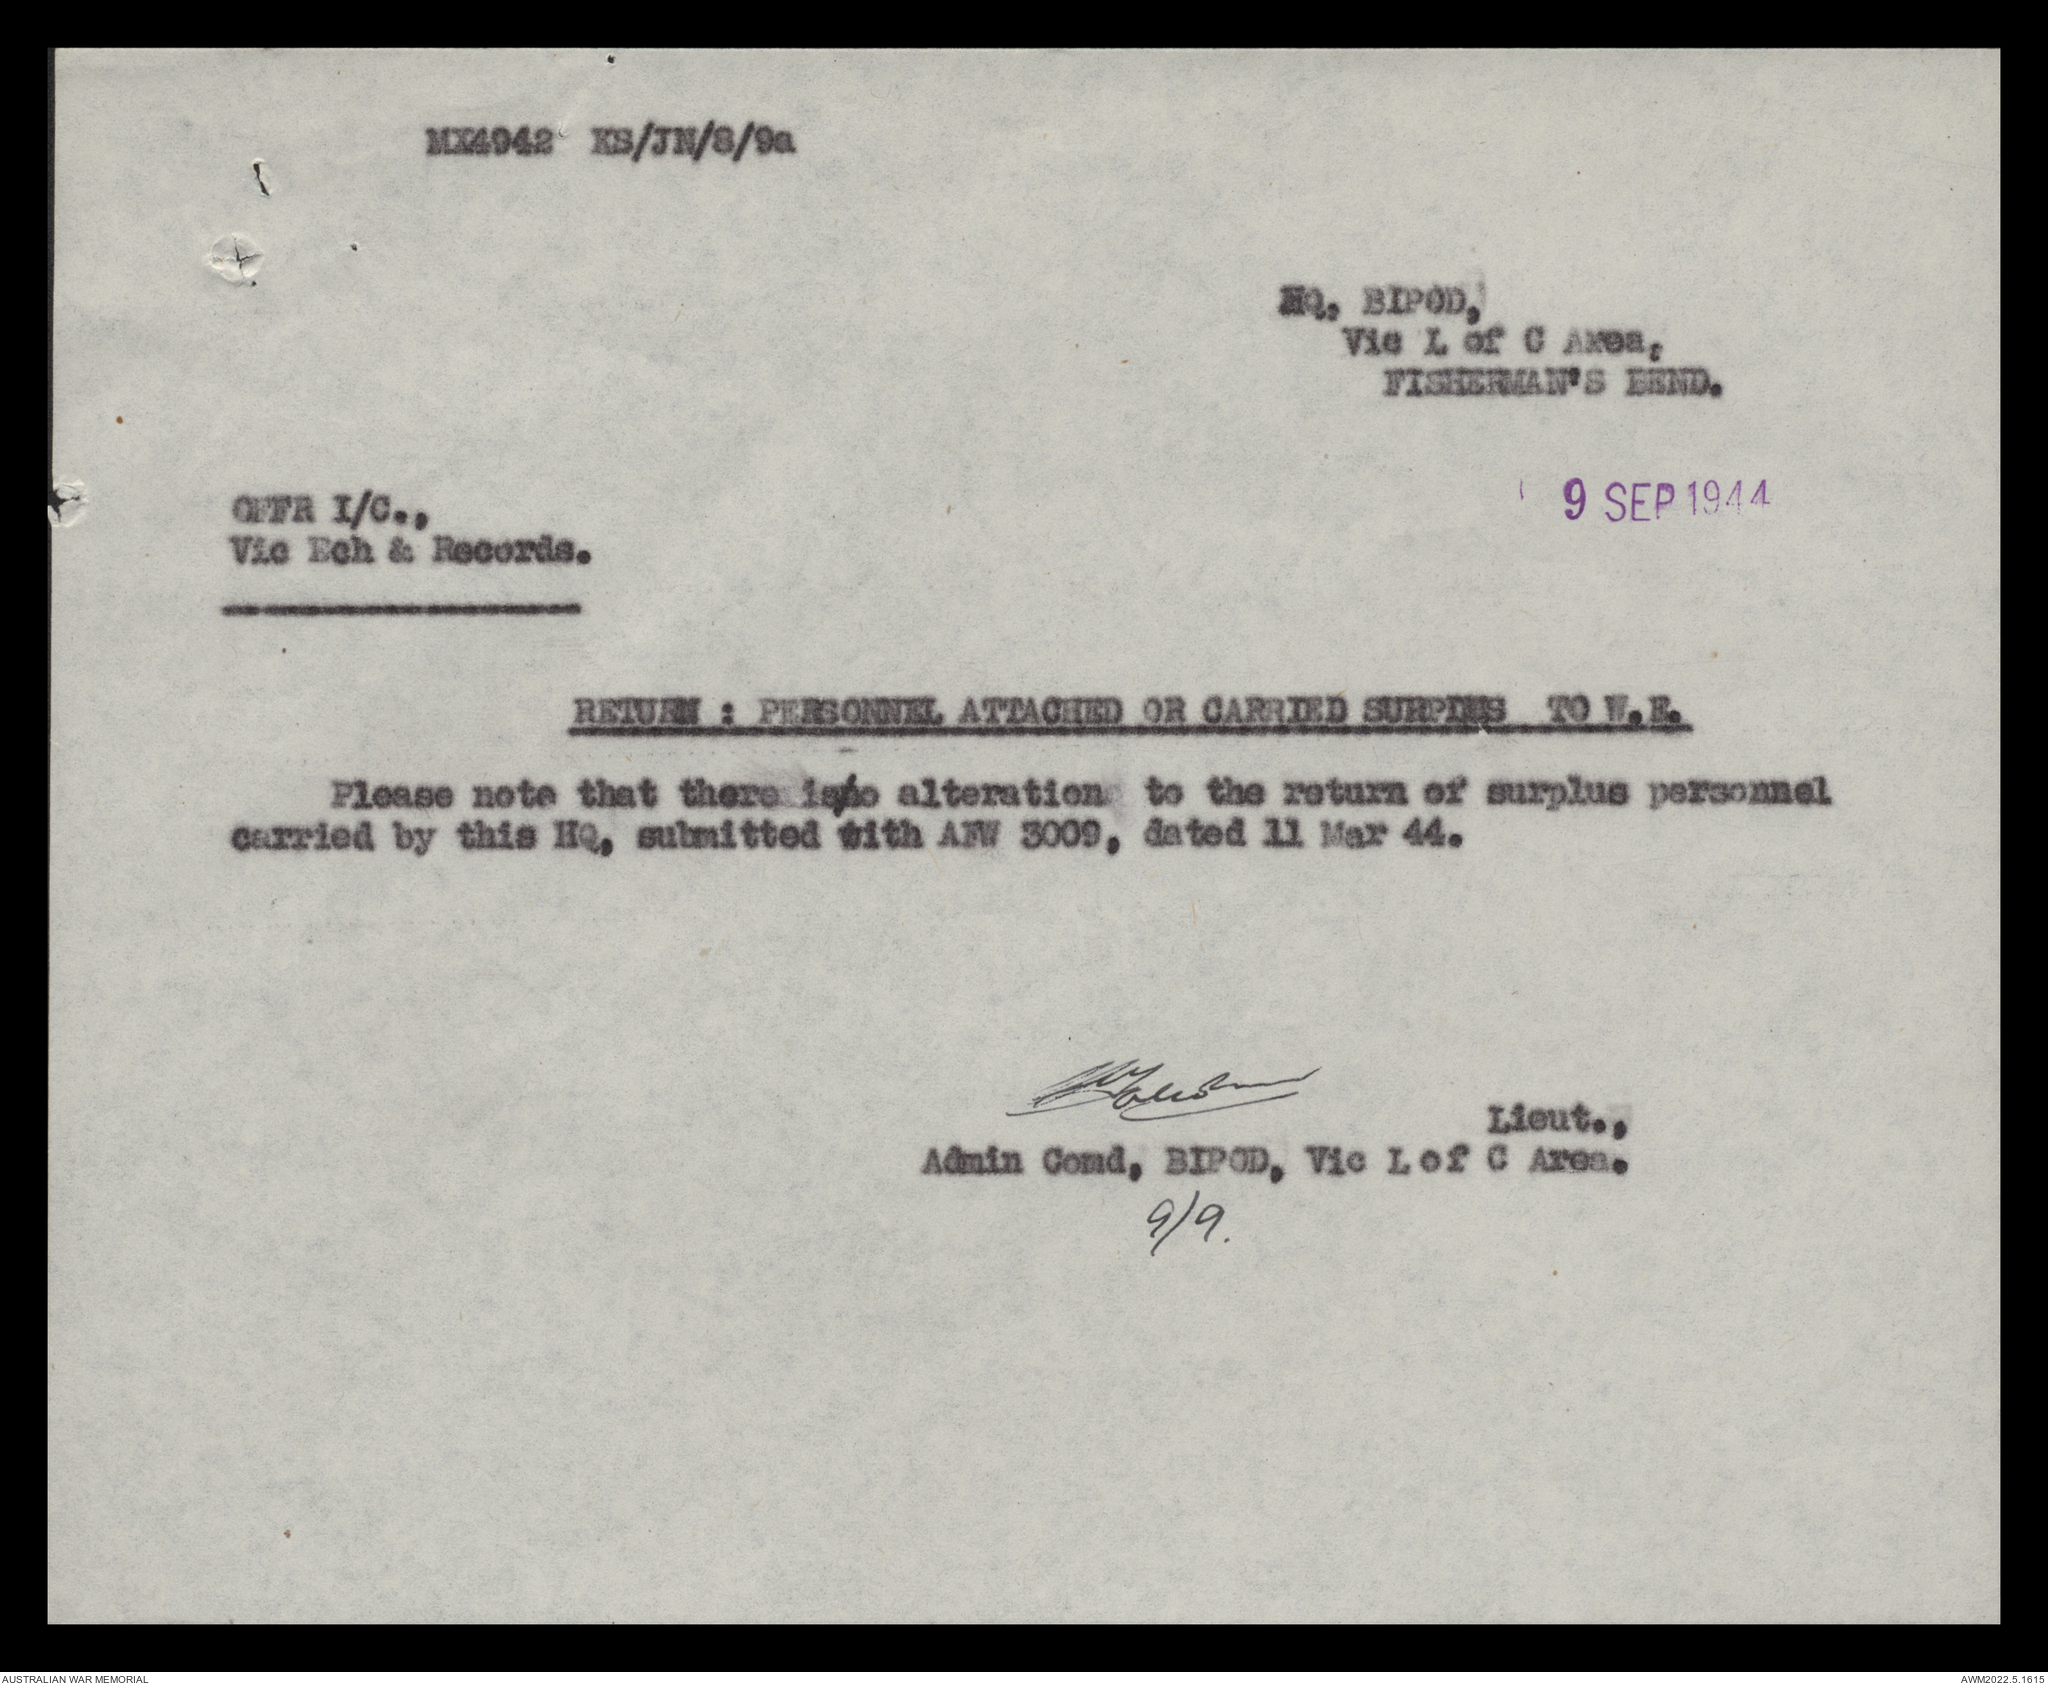 MX4942 KS/JN/8/9a
HQ, BIPOD,
Vic L of C Area,
FISHERMAN'S BEND.
9 SEP 1944
OFFR I/C.,
Vic Ech & Records.
RETURN : PERSONNEL ATTACHED OR CARRIED SURPLUS TO W.E.
Please note that there is/no alteration to the return of surplus personnel
carried by this HQ, submitted with AFW 3009, dated 11 Mar 44.
Lieut.,
Admin Comd, BIPOD, Vic L of C Area.
9/9.
AUSTRALIAN WAR MEMORIAL
AWM2022.5.1615